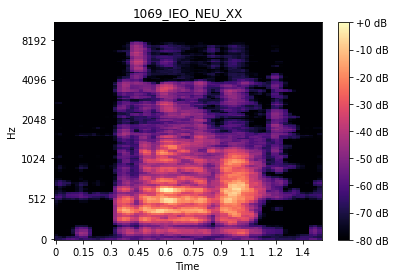 1069_IEO_NEU_XX
8192
4096
2048
1024
512
0
Hz
0 0.15 0.3 0.45 0.6 0.75 0.9 1.1 1.2 1.4
Time
+0 dB
-10 dB
-20 dB
-30 dB
-40 dB
-50 dB
-60 dB
-70 dB
-80 dB